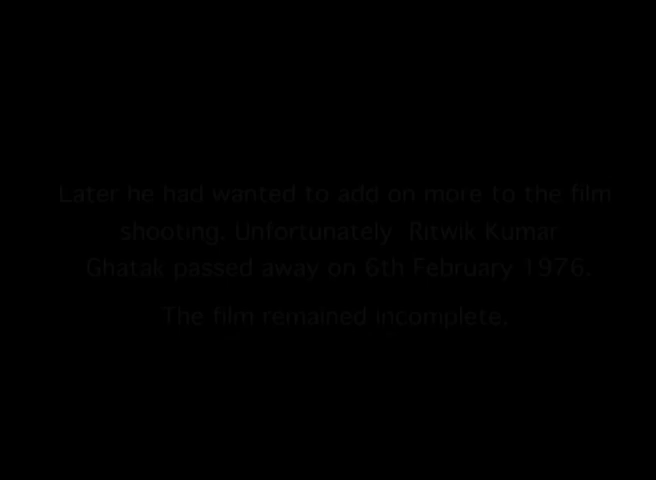 Later he had wanted to add on more to the film
shooting. Unfortunately Ritwik Kumar
Ghatak passed away on 6th February 1976.
The film remained incomplete.